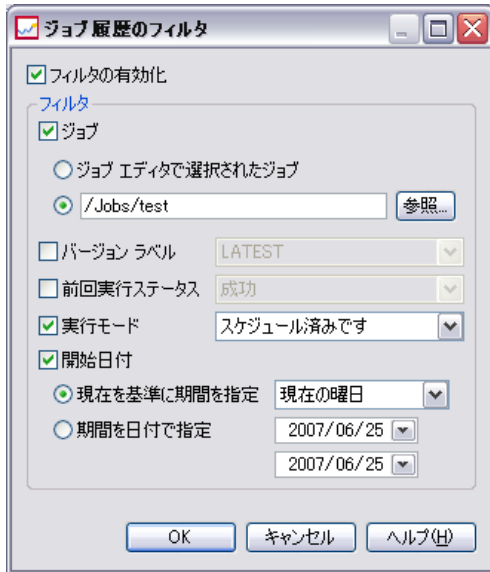 ジョブ履歴のフィルタ
フィルタの有効化
フィルタ
ジョブ
ジョブ エディタで選択されたジョブ
/Jobs/test 参照...
バージョン ラベル LATEST
前回実行ステータス 成功
実行モード スケジュール済みです
開始日付
現在を基準に期間を指定 現在の曜日
期間を日付で指定 2007/06/25
2007/06/25
OK キャンセル ヘルプ(H)